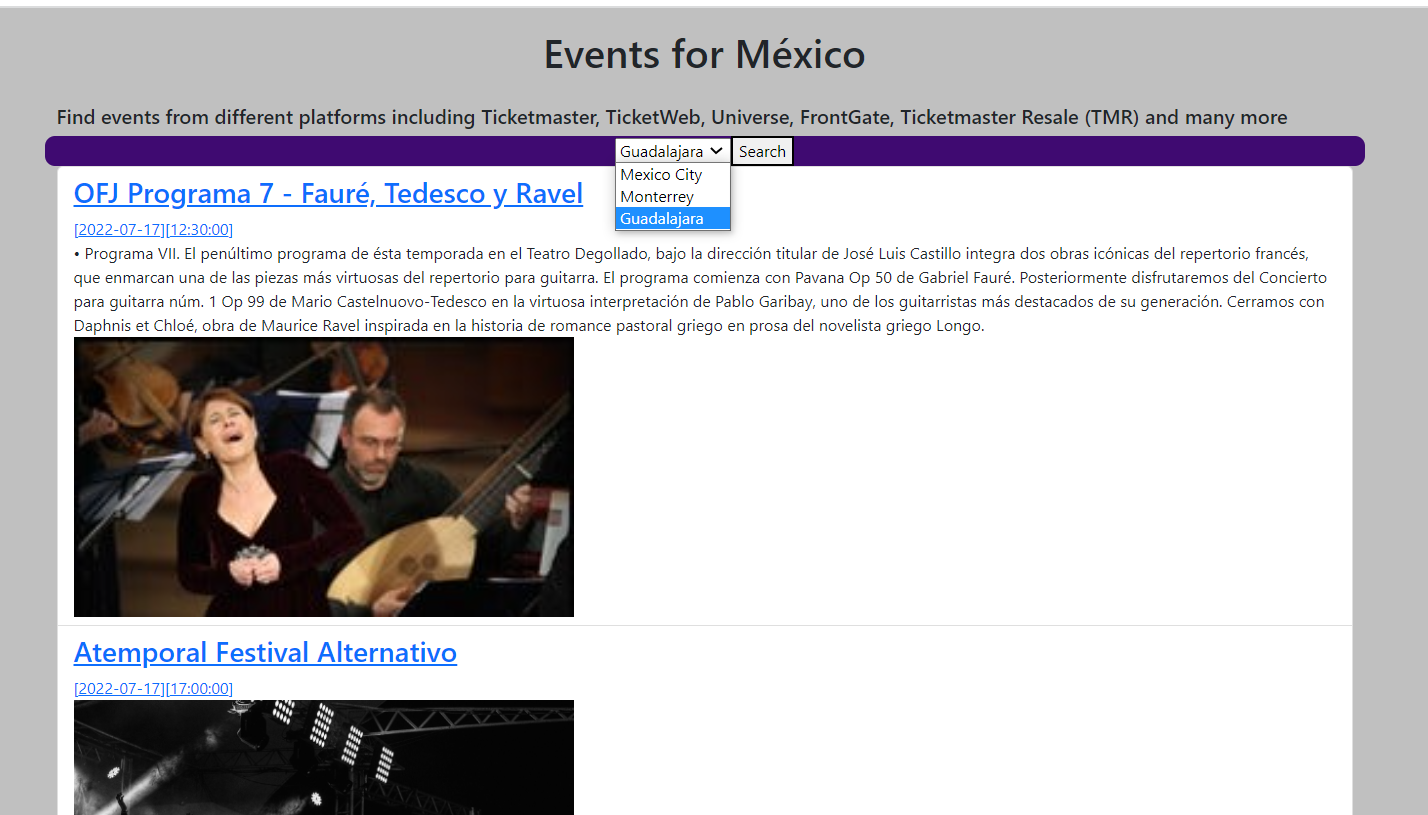 Events for México
Find events from different platforms including Ticketmaster, TicketWeb, Universe, FrontGate, Ticketmaster Resale (TMR) and many more
Guadalajara Search
Mexico City
Monterrey
Guadalajara
OFJ Programa 7 - Fauré, Tedesco y Ravel
[2022-07-17][12:30:00]
• Programa VII. El penúltimo programa de ésta temporada en el Teatro Degollado, bajo la dirección titular de José Luis Castillo integra dos obras icónicas del repertorio francés,
que enmarcan una de las piezas más virtuosas del repertorio para guitarra. El programa comienza con Pavana Op 50 de Gabriel Fauré. Posteriormente disfrutaremos del Concierto
para guitarra núm. 1 Op 99 de Mario Castelnuovo-Tedesco en la virtuosa interpretación de Pablo Garibay, uno de los guitarristas más destacados de su generación. Cerramos con
Daphnis et Chloé, obra de Maurice Ravel inspirada en la historia de romance pastoral griego en prosa del novelista griego Longo.
Atemporal Festival Alternativo
[2022-07-17][17:00:00]